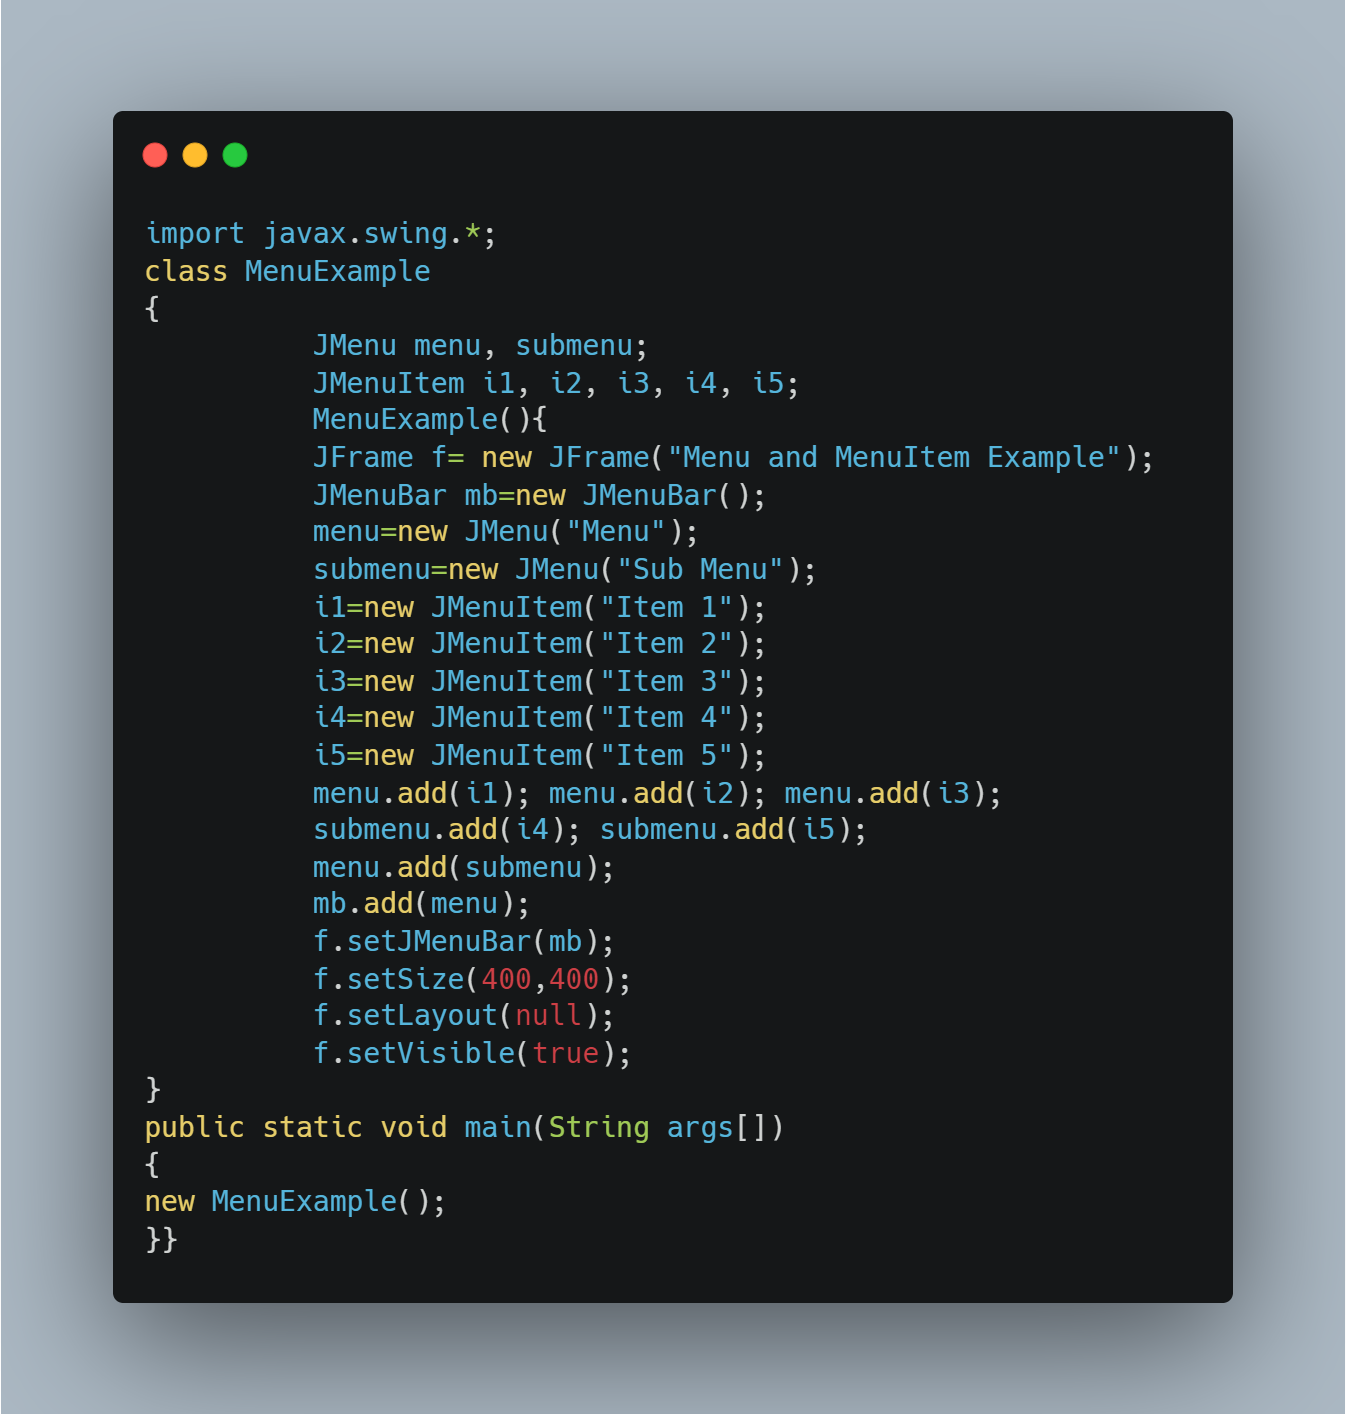 import javax.swing.*;
class MenuExample
{
          JMenu menu, submenu;
          JMenuItem i1, i2, i3, i4, i5;
          MenuExample(){
          JFrame f= new JFrame("Menu and MenuItem Example");
          JMenuBar mb=new JMenuBar();
          menu=new JMenu("Menu");
          submenu=new JMenu("Sub Menu");
          i1=new JMenuItem("Item 1");
          i2=new JMenuItem("Item 2");
          i3=new JMenuItem("Item 3");
          i4=new JMenuItem("Item 4");
          i5=new JMenuItem("Item 5");
          menu.add(i1); menu.add(i2); menu.add(i3);
          submenu.add(i4); submenu.add(i5);
          menu.add(submenu);
          mb.add(menu);
          f.setJMenuBar(mb);
          f.setSize(400,400);
          f.setLayout(null);
          f.setVisible(true);
}
public static void main(String args[])
{
new MenuExample();
}}